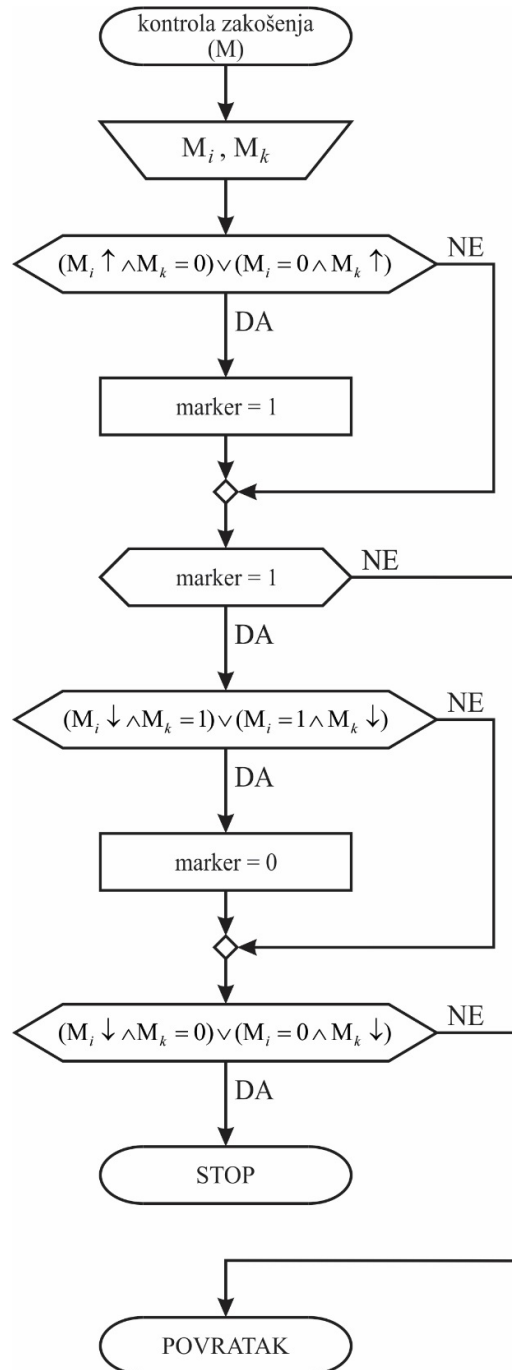 kontrola zakošenja
(M)
M_i , M_k
(M_i ↑ ∧ M_k = 0) ∨ (M_i = 0 ∧ M_k ↑)
NE
DA
marker = 1
marker = 1
NE
DA
(M_i ↓ ∧ M_k = 1) ∨ (M_i = 1 ∧ M_k ↓)
NE
DA
marker = 0
(M_i ↓ ∧ M_k = 0) ∨ (M_i = 0 ∧ M_k ↓)
NE
DA
STOP
POVRATAK